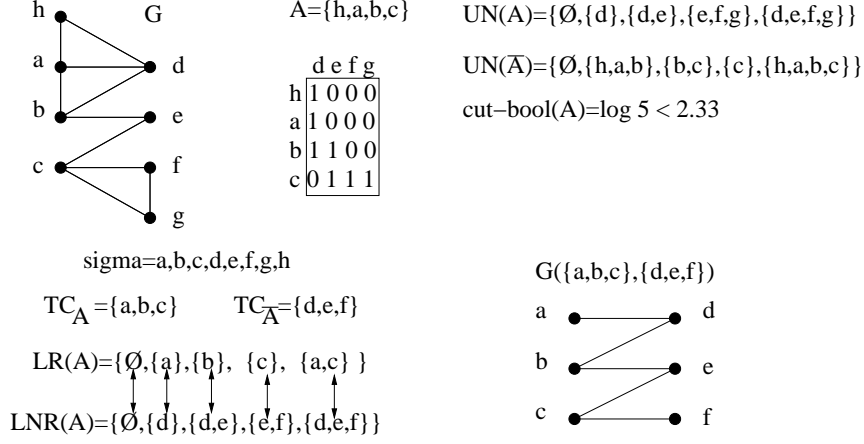 h
G
a
d
b
e
c
f
g
A={h,a,b,c}
d e f g
h 1 0 0 0
a 1 0 0 0
b 1 1 0 0
c 0 1 1 1
UN(A)={Ø,{d},{d,e},{e,f,g},{d,e,f,g}}
UN(A̅)={Ø,{h,a,b},{b,c},{c},{h,a,b,c}}
cut−bool(A)=log 5 < 2.33
sigma=a,b,c,d,e,f,g,h
TC_A={a,b,c} TC_A̅={d,e,f}
LR(A)={Ø,{a},{b}, {c}, {a,c} }
LNR(A)={Ø,{d},{d,e},{e,f},{d,e,f}}
G({a,b,c},{d,e,f})
a d
b e
c f